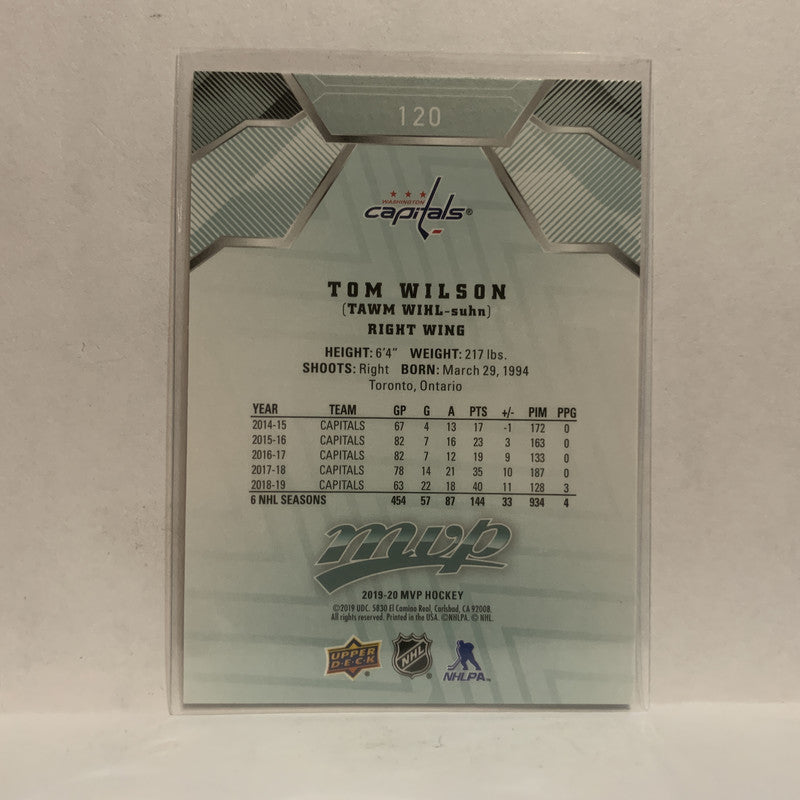 120
WASHINGTON
capitals®
TOM WILSON
(TAWM WIHL-suhn)
RIGHT WING
HEIGHT: 6'4" WEIGHT: 217 lbs.
SHOOTS: Right BORN: March 29, 1994
Toronto, Ontario
YEAR TEAM GP G A PTS +/- PIM PPG
2014-15 CAPITALS 67 4 13 17 -1 172 0
2015-16 CAPITALS 82 7 16 23 3 163 0
2016-17 CAPITALS 82 7 12 19 9 133 0
2017-18 CAPITALS 78 14 21 35 10 187 0
2018-19 CAPITALS 63 22 18 40 11 128 3
6 NHL SEASONS 454 57 87 144 33 934 4
mvp
2019-20 MVP HOCKEY
©2019 UDC. 5830 El Camino Real, Carlsbad, CA 92008.
All rights reserved. Printed in the USA. ©NHLPA. © NHL.
UPPER DECK® NHL® NHLPA™